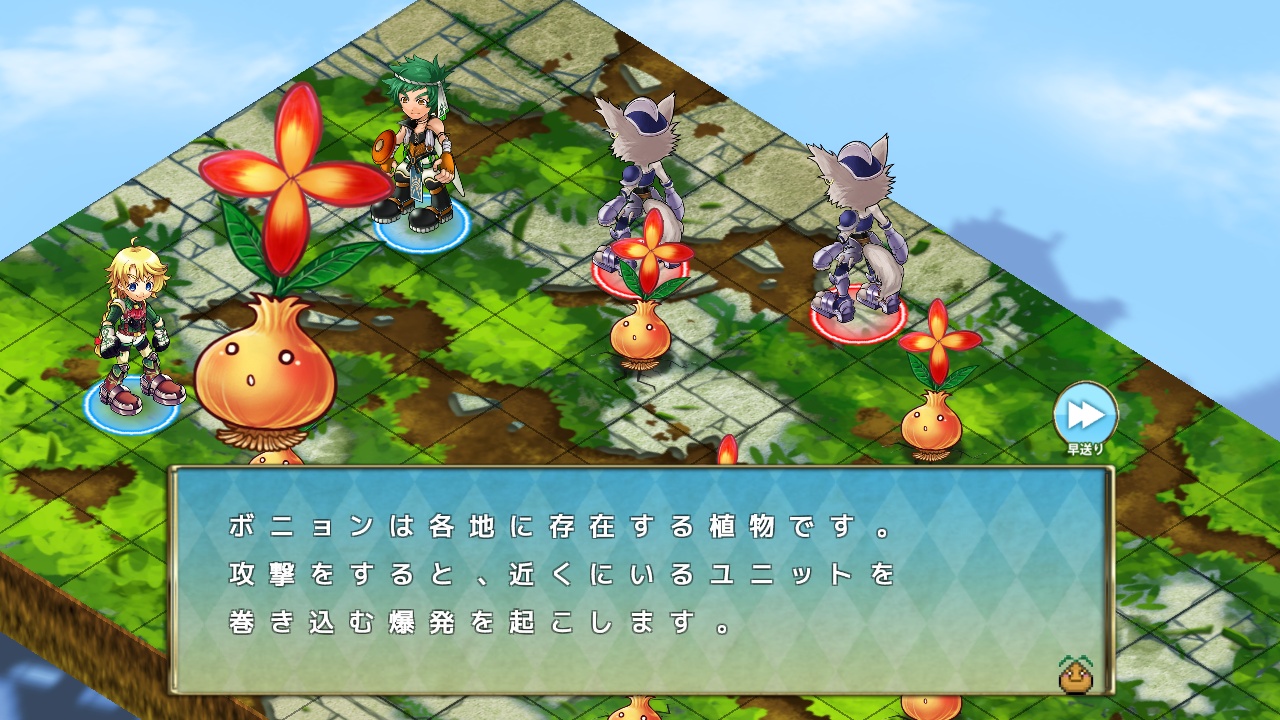 早送り
ボニョンは各地に存在する植物です。
攻撃をすると、近くにいるユニットを
巻き込む爆発を起こします。